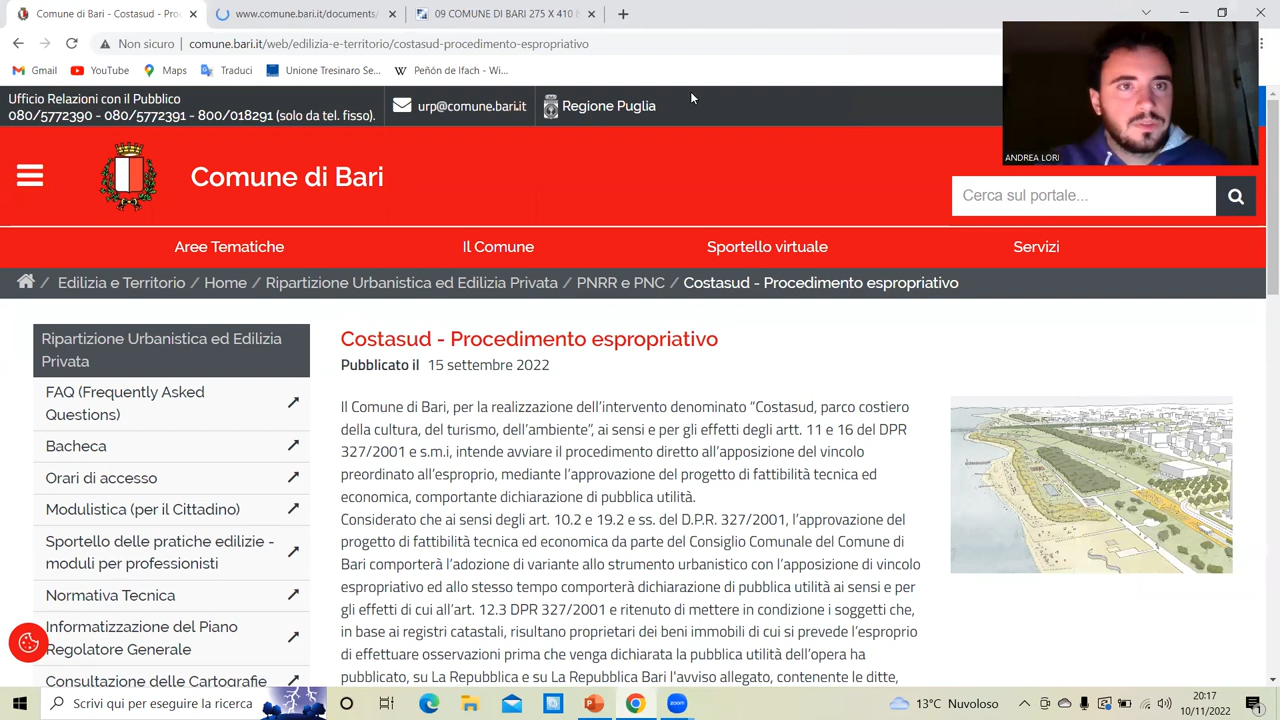 Comune di Bari - Costasud - Pro
www.comune.bari.it/documents/
09 COMUNE DI BARI 275 X 410 B
Non sicuro
comune.bari.it/web/edilizia-e-territorio/costasud-procedimento-espropriativo
Gmail
YouTube
Maps
Traduci
Unione Tresinaro Se...
Peñón de Ifach - Wi...
Ufficio Relazioni con il Pubblico
080/5772390 - 080/5772391 - 800/018291 (solo da tel. fisso).
urp@comune.bari.it
Regione Puglia
ANDREA LORI
Comune di Bari
Cerca sul portale...
Aree Tematiche
Il Comune
Sportello virtuale
Servizi
/ Edilizia e Territorio / Home / Ripartizione Urbanistica ed Edilizia Privata / PNRR e PNC / Costasud - Procedimento espropriativo
Ripartizione Urbanistica ed Edilizia
Privata
FAQ (Frequently Asked
Questions)
Bacheca
Orari di accesso
Modulistica (per il Cittadino)
Sportello delle pratiche edilizie -
moduli per professionisti
Normativa Tecnica
Informatizzazione del Piano
Regolatore Generale
Consultazione delle Cartografie
Costasud - Procedimento espropriativo
Pubblicato il 15 settembre 2022
Il Comune di Bari, per la realizzazione dell'intervento denominato "Costasud, parco costiero
della cultura, del turismo, dell'ambiente", ai sensi e per gli effetti degli artt. 11 e 16 del DPR
327/2001 e s.m.i, intende avviare il procedimento diretto all'apposizione del vincolo
preordinato all'esproprio, mediante l'approvazione del progetto di fattibilità tecnica ed
economica, comportante dichiarazione di pubblica utilità.
Considerato che ai sensi degli art. 10.2 e 19.2 e ss. del D.P.R. 327/2001, l'approvazione del
progetto di fattibilità tecnica ed economica da parte del Consiglio Comunale del Comune di
Bari comporterà l'adozione di variante allo strumento urbanistico con l'apposizione di vincolo
espropriativo ed allo stesso tempo comporterà dichiarazione di pubblica utilità ai sensi e per
gli effetti di cui all'art. 12.3 DPR 327/2001 e ritenuto di mettere in condizione i soggetti che,
in base ai registri catastali, risultano proprietari dei beni immobili di cui si prevede l'esproprio
di effettuare osservazioni prima che venga dichiarata la pubblica utilità dell'opera ha
pubblicato, su La Repubblica e su La Repubblica Bari l'avviso allegato, contenente le ditte,
Scrivi qui per eseguire la ricerca
zoom
13°C Nuvoloso
20:17
10/11/2022
1